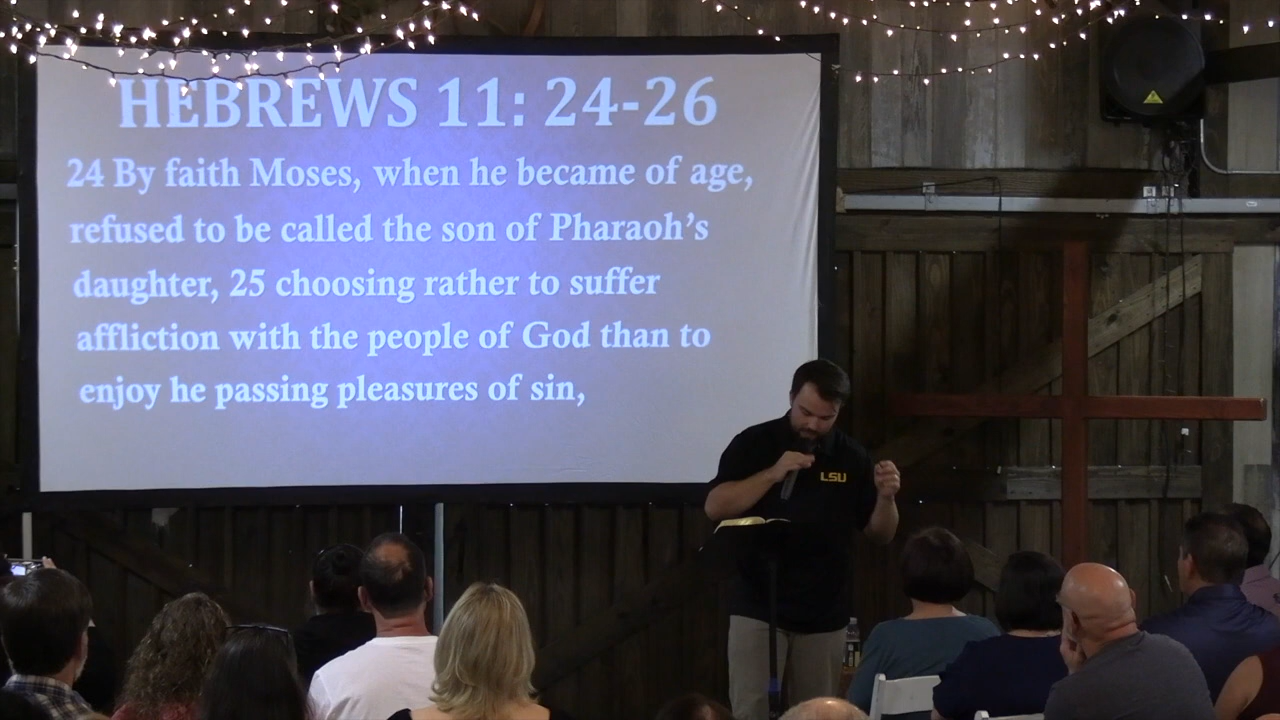 HEBREWS 11: 24-26
24 By faith Moses, when he became of age,
refused to be called the son of Pharaoh’s
daughter, 25 choosing rather to suffer
affliction with the people of God than to
enjoy he passing pleasures of sin,
LSU